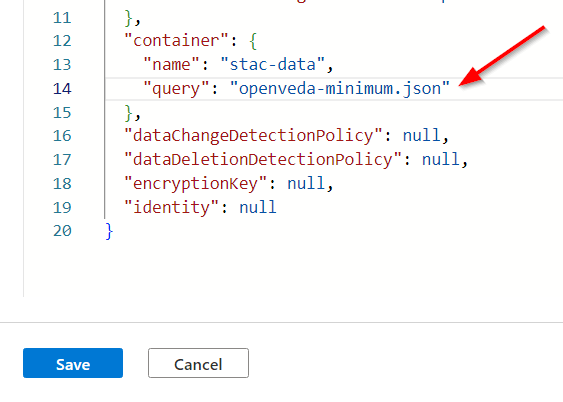 11 },
12 "container": {
13 "name": "stac-data",
14 "query": "openveda-minimum.json"
15 },
16 "dataChangeDetectionPolicy": null,
17 "dataDeletionDetectionPolicy": null,
18 "encryptionKey": null,
19 "identity": null
20 }
Save Cancel